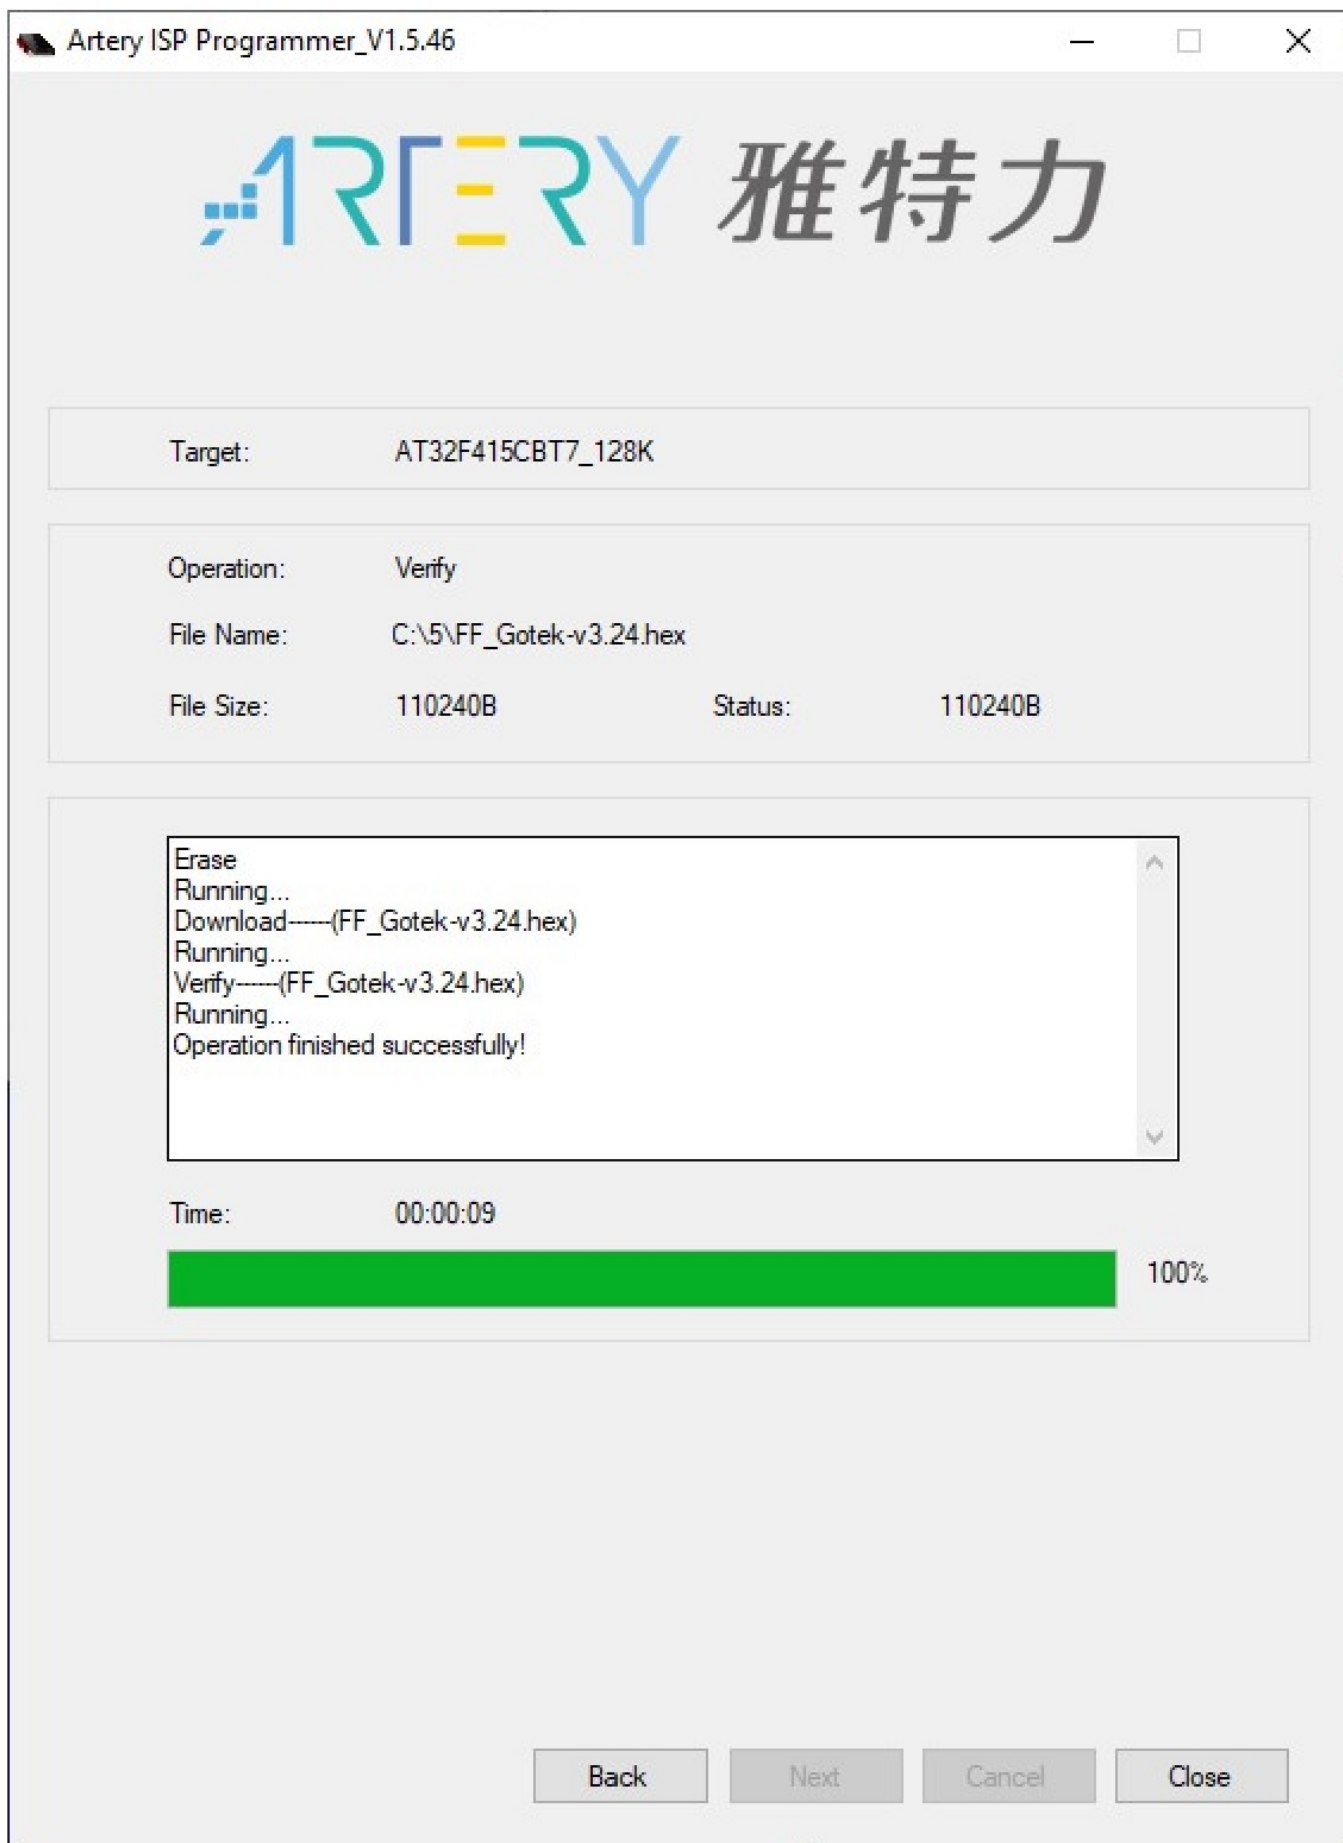 Artery ISP Programmer_V1.5.46
ARTERY 雅特力
Target: AT32F415CBT7_128K
Operation: Verify
File Name: C:\5\FF_Gotek-v3.24.hex
File Size: 110240B Status: 110240B
Erase
Running...
Download------(FF_Gotek-v3.24.hex)
Running...
Verify------(FF_Gotek-v3.24.hex)
Running...
Operation finished successfully!
Time: 00:00:09
100%
Back Next Cancel Close